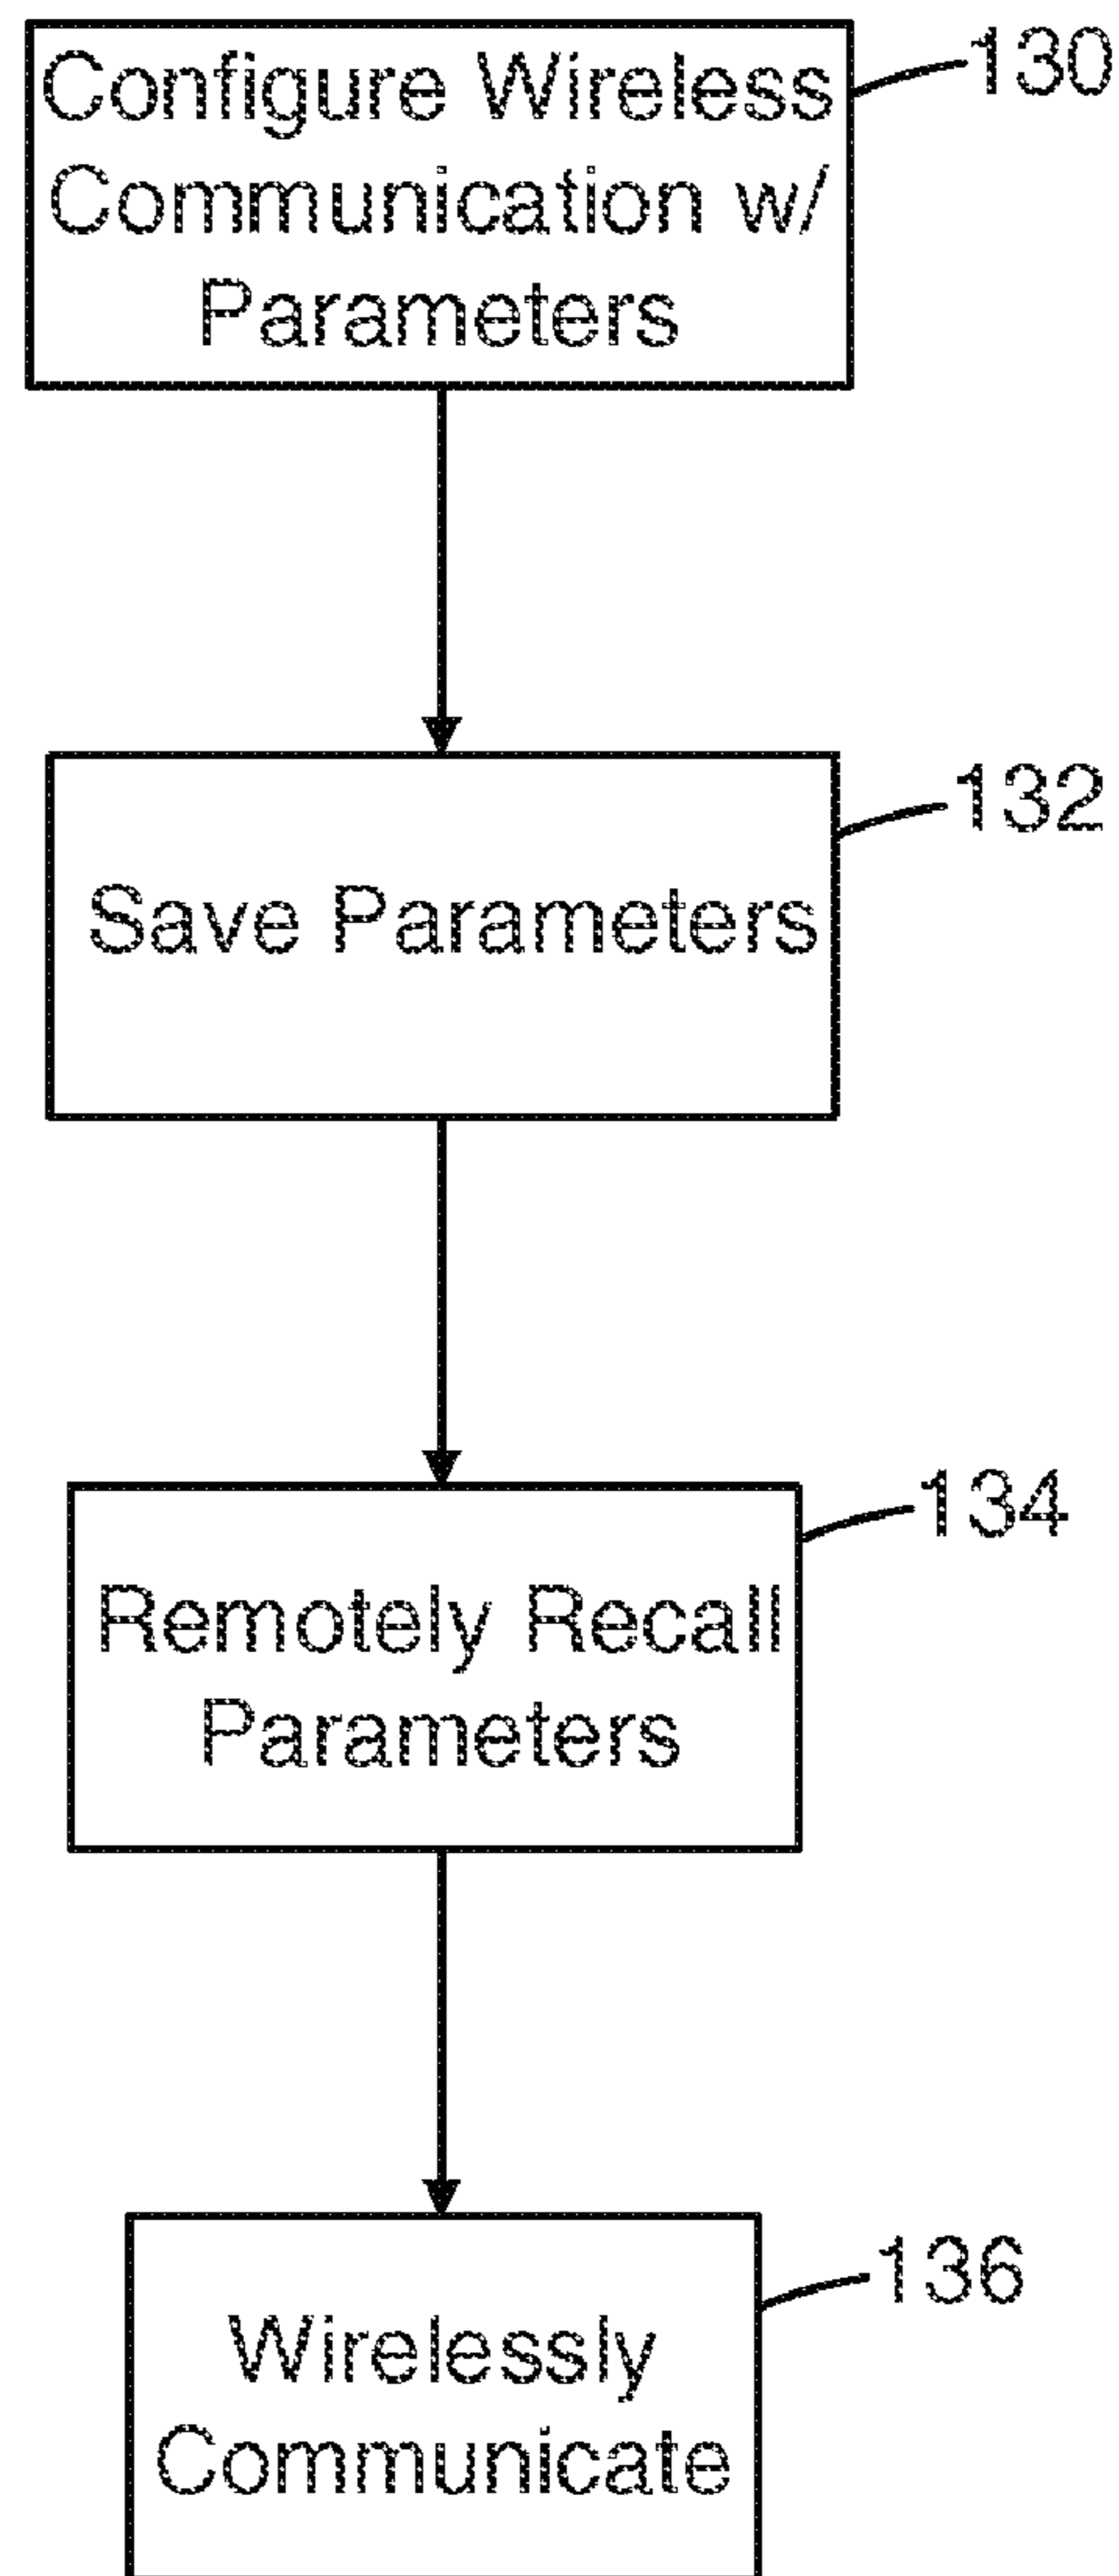 Configure Wireless
Communication w/
Parameters
130
Save Parameters
132
Remotely Recall
Parameters
134
Wirelessly
Communicate
136